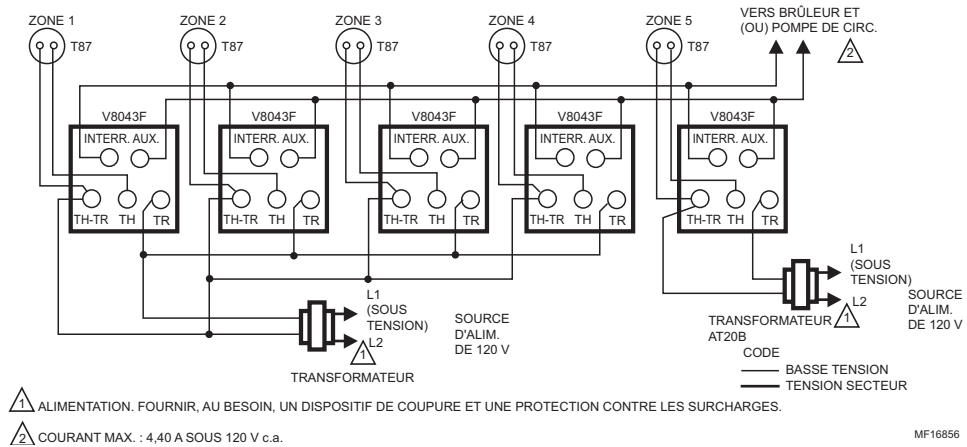 ZONE 1
ZONE 2
ZONE 3
ZONE 4
ZONE 5
VERS BRÛLEUR ET
(OU) POMPE DE CIRC.
T87
T87
T87
T87
T87
2
V8043F
V8043F
V8043F
V8043F
V8043F
INTERR. AUX.
INTERR. AUX.
INTERR. AUX.
INTERR. AUX.
INTERR. AUX.
TH-TR TH TR
TH-TR TH TR
TH-TR TH TR
TH-TR TH TR
TH-TR TH TR
L1
(SOUS
TENSION)
L2
1
SOURCE
D'ALIM.
DE 120 V
TRANSFORMATEUR
AT20B
L1
(SOUS
TENSION)
L2
1
SOURCE
D'ALIM.
DE 120 V
TRANSFORMATEUR
CODE
BASSE TENSION
TENSION SECTEUR
1 ALIMENTATION. FOURNIR, AU BESOIN, UN DISPOSITIF DE COUPURE ET UNE PROTECTION CONTRE LES SURCHARGES.
2 COURANT MAX. : 4,40 A SOUS 120 V c.a.
MF16856